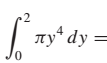 ∫₀² πy⁴ dy =